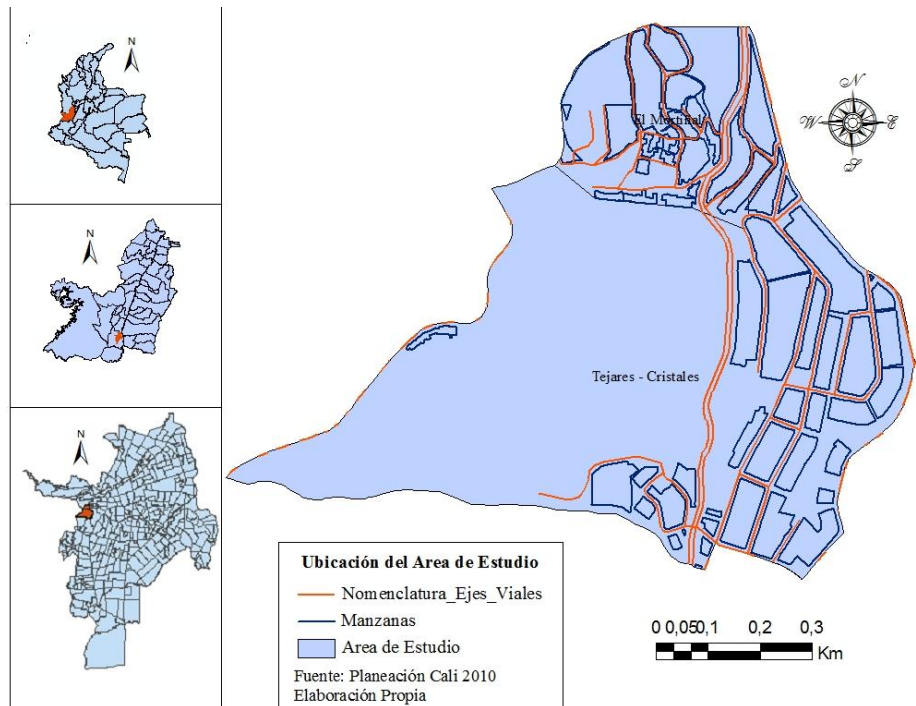 N
N
N
El Mortiñal
N
W E
S
Tejares - Cristales
Ubicación del Area de Estudio
Nomenclatura_Ejes_Viales
Manzanas
Area de Estudio
Fuente: Planeación Cali 2010
Elaboración Propia
0 0,050,1 0,2 0,3
Km